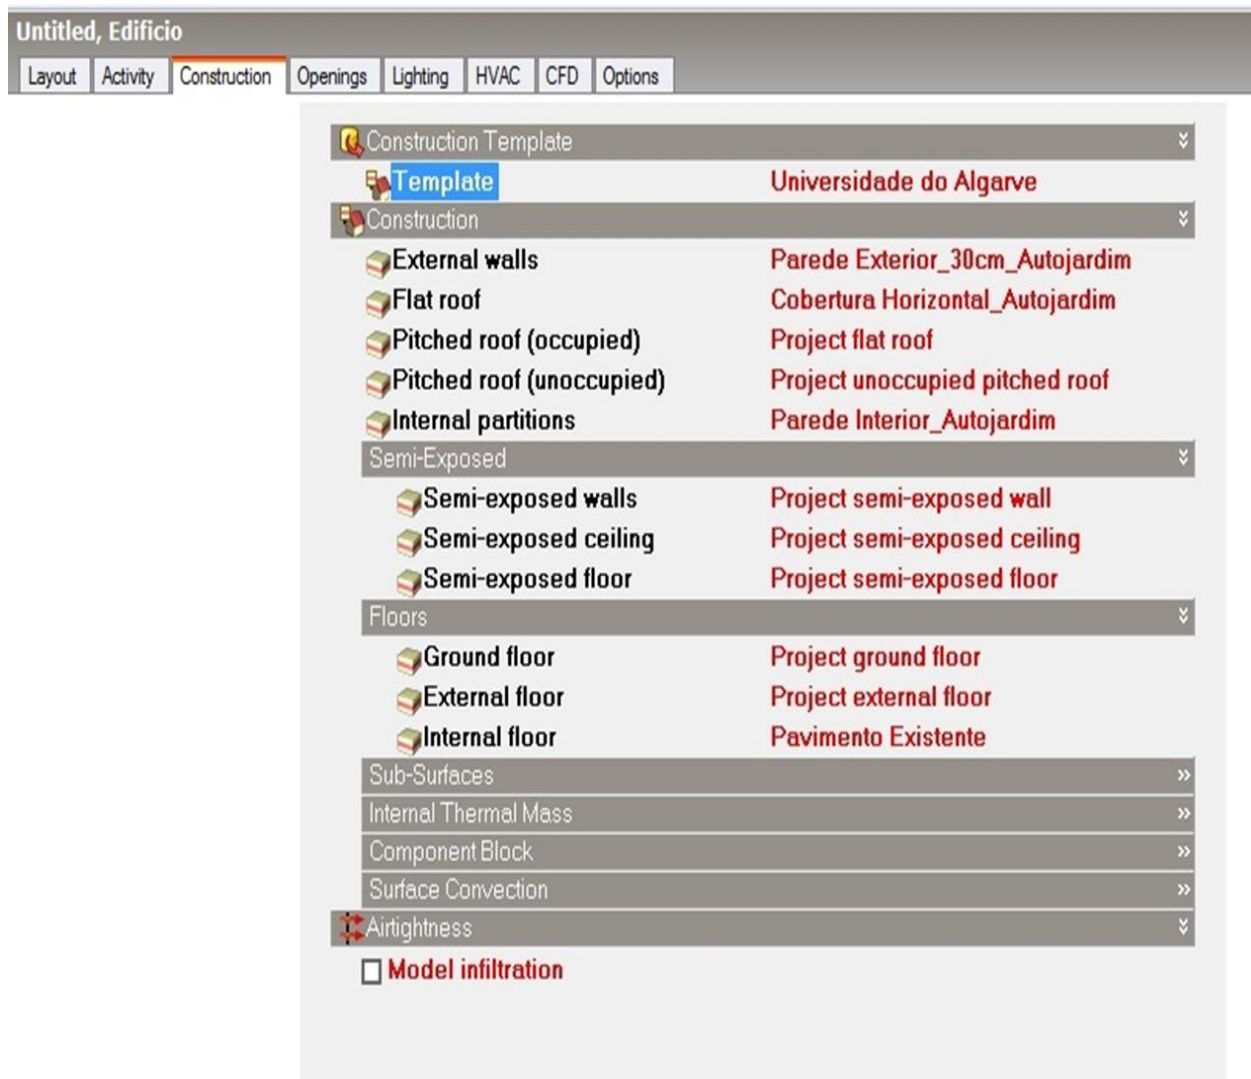 Untitled, Edificio
Layout Activity Construction Openings Lighting HVAC CFD Options
Construction Template
Template Universidade do Algarve
Construction
External walls Parede Exterior_30cm_Autojardim
Flat roof Cobertura Horizontal_Autojardim
Pitched roof (occupied) Project flat roof
Pitched roof (unoccupied) Project unoccupied pitched roof
Internal partitions Parede Interior_Autojardim
Semi-Exposed
Semi-exposed walls Project semi-exposed wall
Semi-exposed ceiling Project semi-exposed ceiling
Semi-exposed floor Project semi-exposed floor
Floors
Ground floor Project ground floor
External floor Project external floor
Internal floor Pavimento Existente
Sub-Surfaces
Internal Thermal Mass
Component Block
Surface Convection
Airtightness
Model infiltration